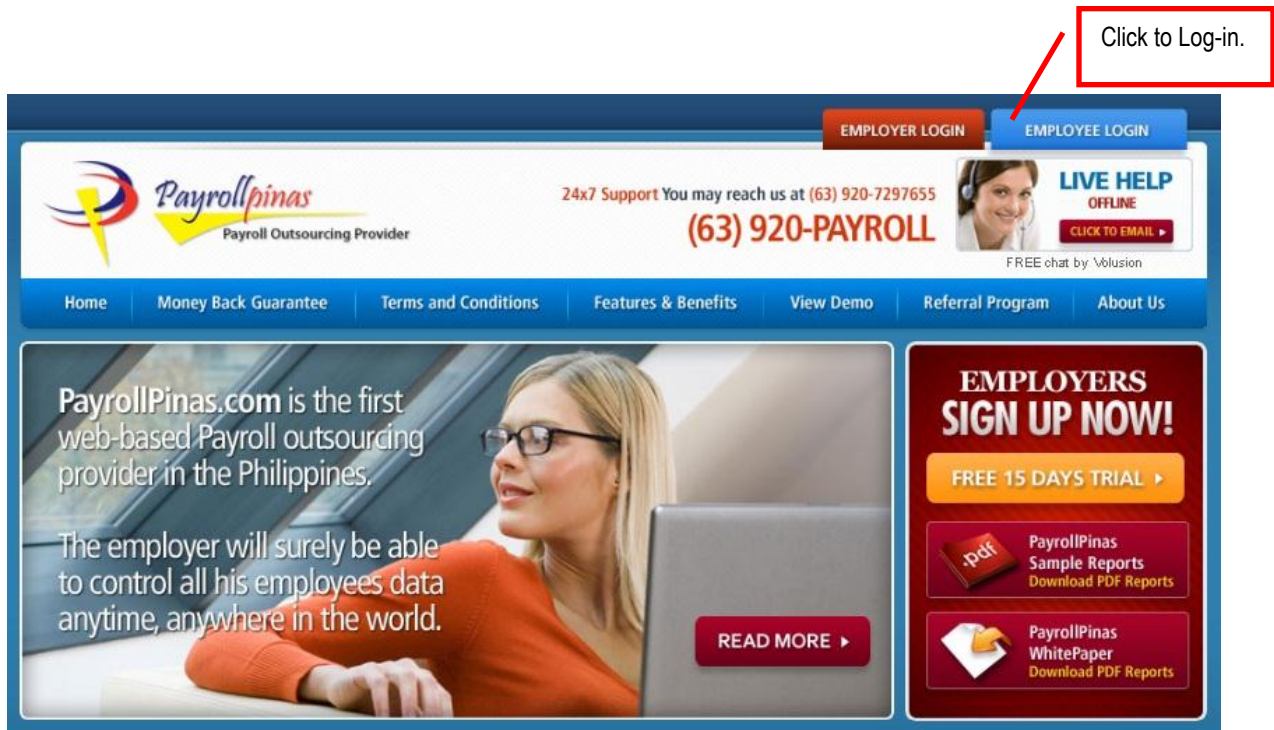 Click to Log-in.
EMPLOYER LOGIN
EMPLOYEE LOGIN
Payrollpinas
Payroll Outsourcing Provider
24x7 Support You may reach us at (63) 920-7297655
(63) 920-PAYROLL
LIVE HELP
OFFLINE
CLICK TO EMAIL
FREE chat by Volusion
Home
Money Back Guarantee
Terms and Conditions
Features & Benefits
View Demo
Referral Program
About Us
PayrollPinas.com is the first
web-based Payroll outsourcing
provider in the Philippines.
The employer will surely be able
to control all his employees data
anytime, anywhere in the world.
READ MORE
EMPLOYERS
SIGN UP NOW!
FREE 15 DAYS TRIAL
.pdf
PayrollPinas
Sample Reports
Download PDF Reports
PayrollPinas
WhitePaper
Download PDF Reports